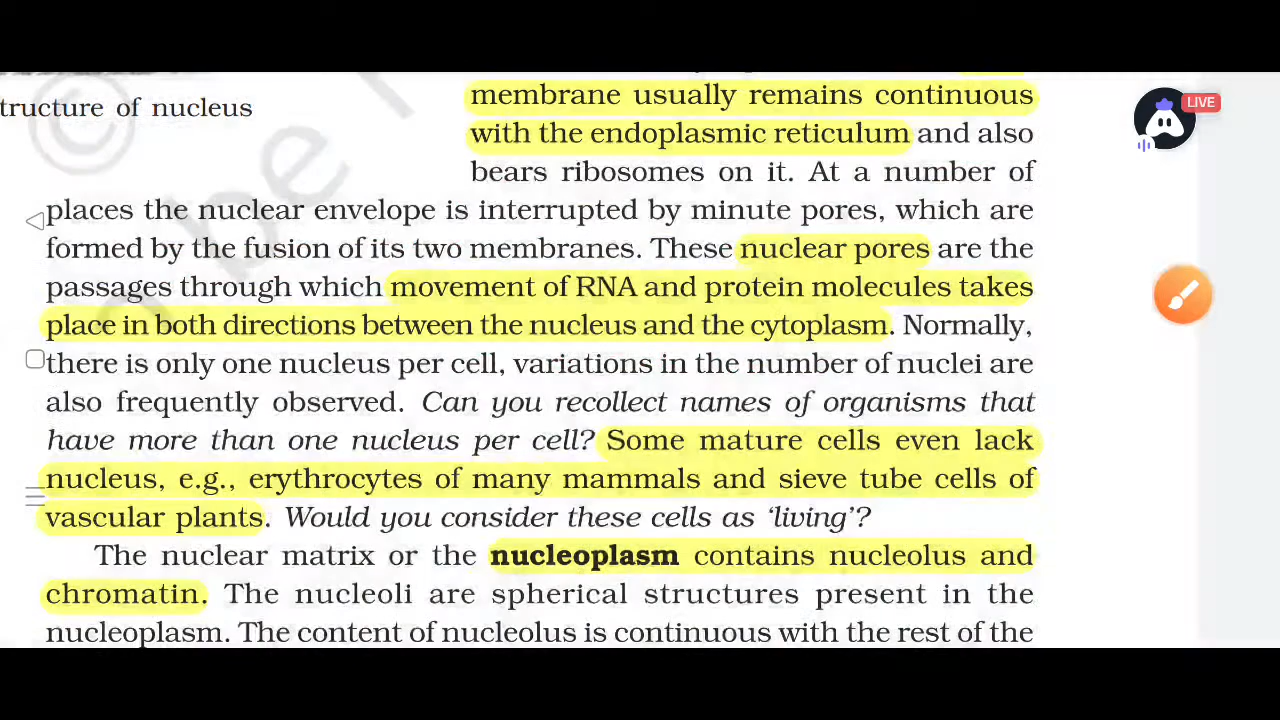 tructure of nucleus
membrane usually remains continuous
with the endoplasmic reticulum and also
bears ribosomes on it. At a number of
places the nuclear envelope is interrupted by minute pores, which are
formed by the fusion of its two membranes. These nuclear pores are the
passages through which movement of RNA and protein molecules takes
place in both directions between the nucleus and the cytoplasm. Normally,
there is only one nucleus per cell, variations in the number of nuclei are
also frequently observed. Can you recollect names of organisms that
have more than one nucleus per cell? Some mature cells even lack
nucleus, e.g., erythrocytes of many mammals and sieve tube cells of
vascular plants. Would you consider these cells as ‘living’?
The nuclear matrix or the nucleoplasm contains nucleolus and
chromatin. The nucleoli are spherical structures present in the
nucleoplasm. The content of nucleolus is continuous with the rest of the
LIVE
© be